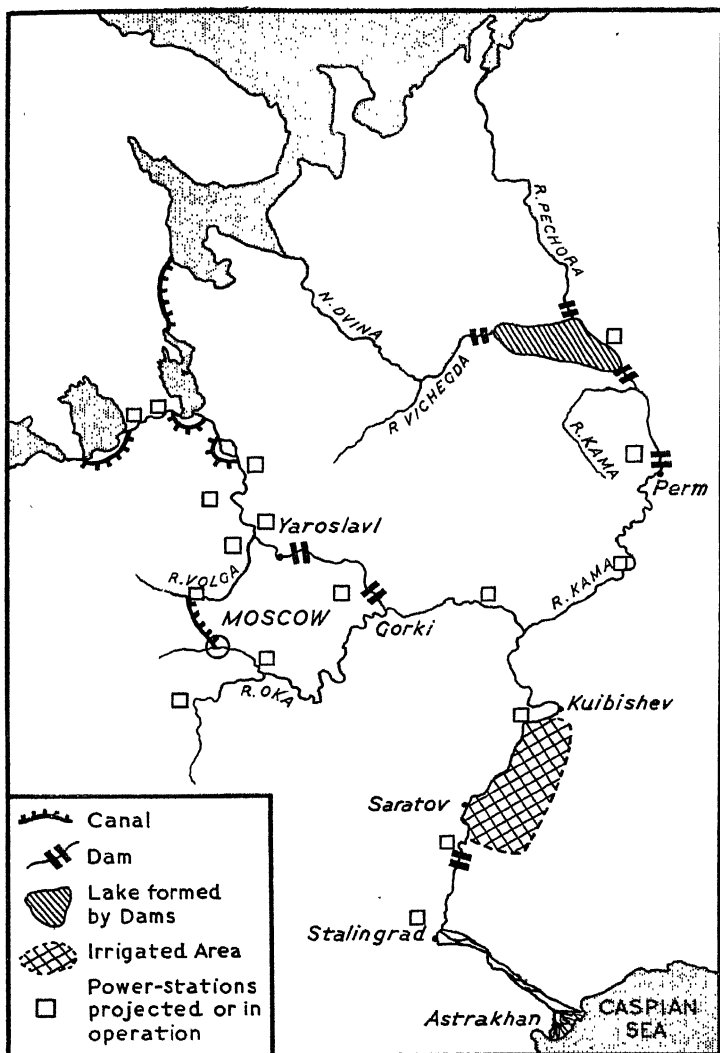 R. PECHORA
N. DVINA
R VICHEGDA
R. KAMA
Perm
Yaroslavl
R. VOLGA
R. KAMA
MOSCOW
Gorki
R. OKA
Kuibishev
Saratov
Stalingrad
Astrakhan
CASPIAN
SEA
Canal
Dam
Lake formed
by Dams
Irrigated Area
Power-stations
projected or in
operation